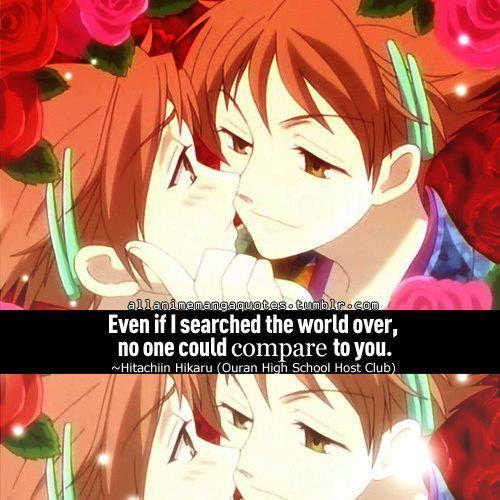 allanimemangaquotes.tumblr.com
Even if I searched the world over,
no one could compare to you.
~Hitachiin Hikaru (Ouran High School Host Club)